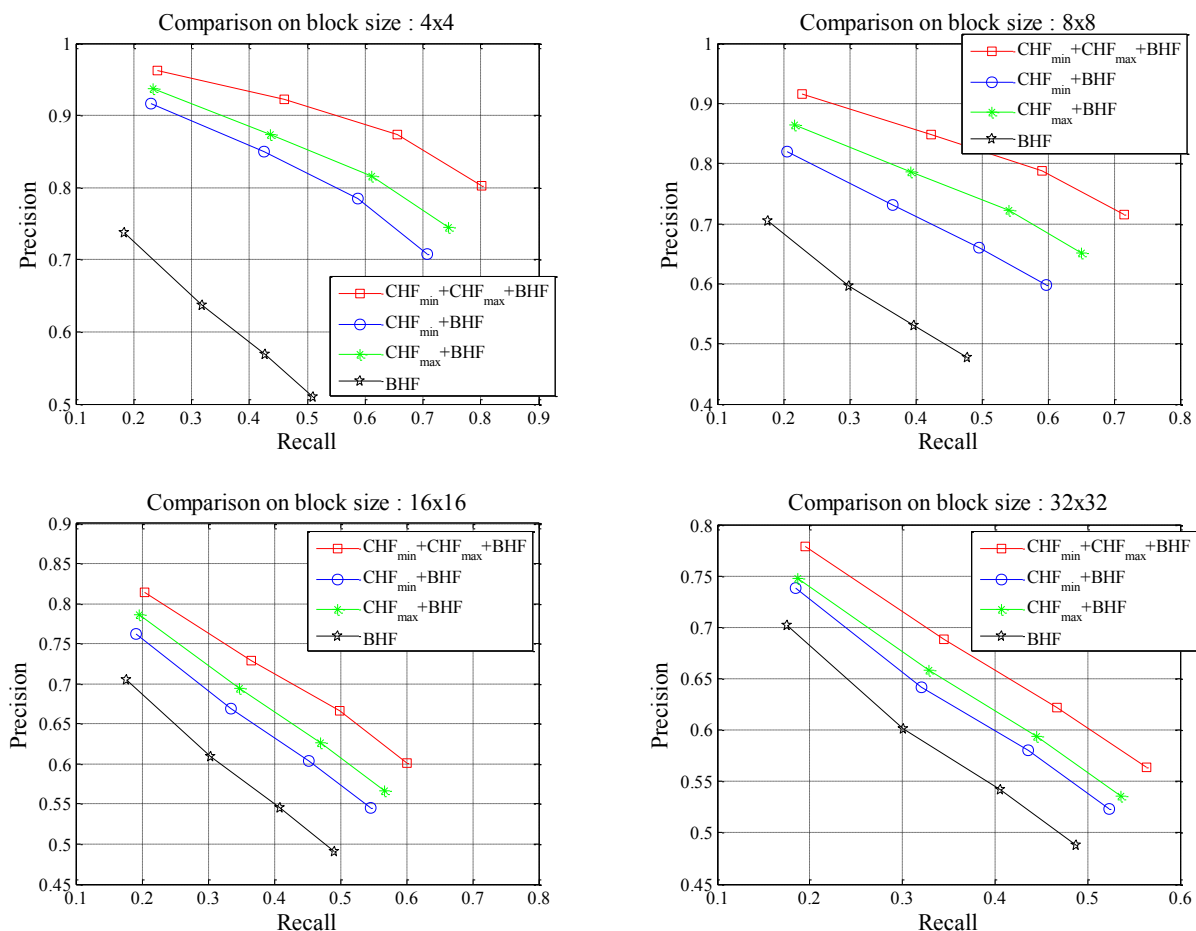 Comparison on block size : 4x4
1
0.9
0.8
0.7
0.6
0.5
Precision
CHFmin+CHFmax+BHF
CHFmin+BHF
CHFmax+BHF
BHF
0.1 0.2 0.3 0.4 0.5 0.6 0.7 0.8 0.9
Recall
Comparison on block size : 8x8
1
0.9
0.8
0.7
0.6
0.5
0.4
Precision
CHFmin+CHFmax+BHF
CHFmin+BHF
CHFmax+BHF
BHF
0.1 0.2 0.3 0.4 0.5 0.6 0.7 0.8
Recall
Comparison on block size : 16x16
0.9
0.85
0.8
0.75
0.7
0.65
0.6
0.55
0.5
0.45
Precision
CHFmin+CHFmax+BHF
CHFmin+BHF
CHFmax+BHF
BHF
0.1 0.2 0.3 0.4 0.5 0.6 0.7 0.8
Recall
Comparison on block size : 32x32
0.8
0.75
0.7
0.65
0.6
0.55
0.5
0.45
Precision
CHFmin+CHFmax+BHF
CHFmin+BHF
CHFmax+BHF
BHF
0.1 0.2 0.3 0.4 0.5 0.6
Recall